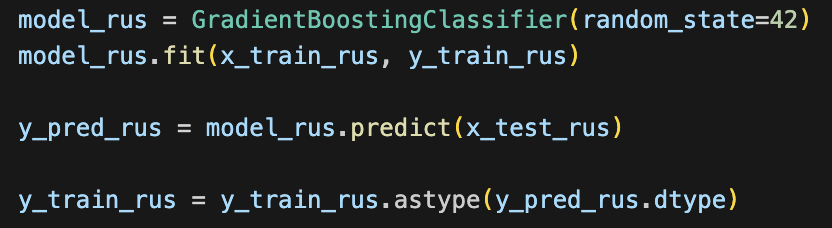 model_rus = GradientBoostingClassifier(random_state=42)
model_rus.fit(x_train_rus, y_train_rus)
y_pred_rus = model_rus.predict(x_test_rus)
y_train_rus = y_train_rus.astype(y_pred_rus.dtype)